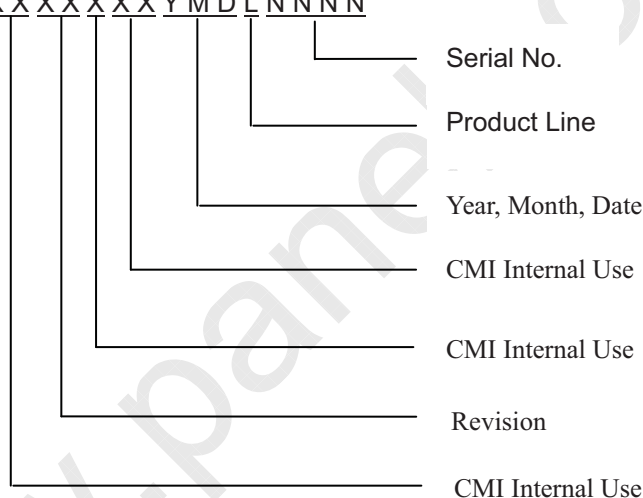 X X X X X X X Y M D L N N N N
Serial No.
Product Line
Year, Month, Date
CMI Internal Use
CMI Internal Use
Revision
CMI Internal Use